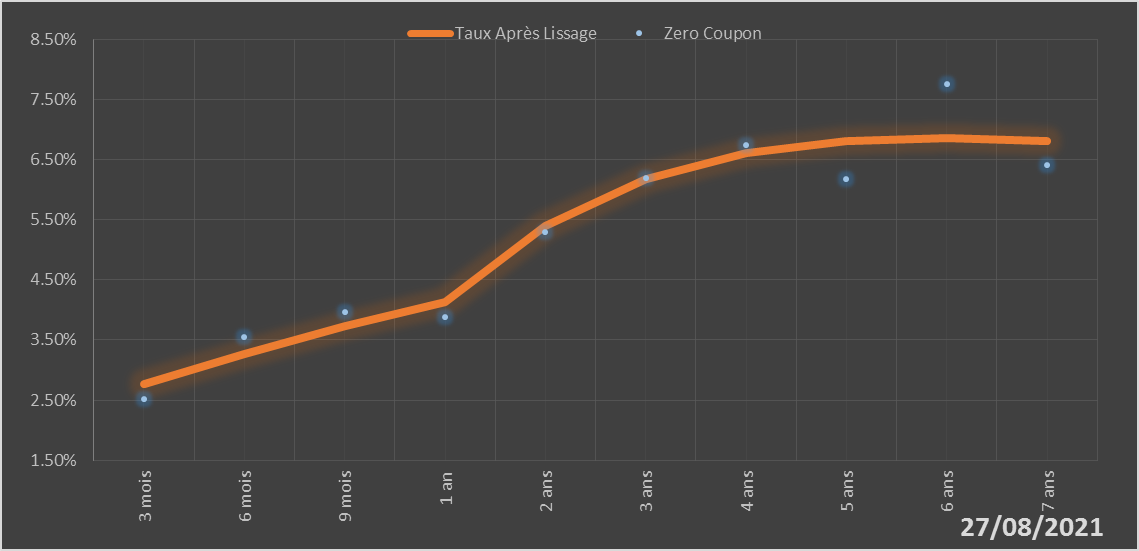 Taux Après Lissage
Zero Coupon
8.50%
7.50%
6.50%
5.50%
4.50%
3.50%
2.50%
1.50%
3 mois
6 mois
9 mois
1 an
2 ans
3 ans
4 ans
5 ans
6 ans
7 ans
27/08/2021